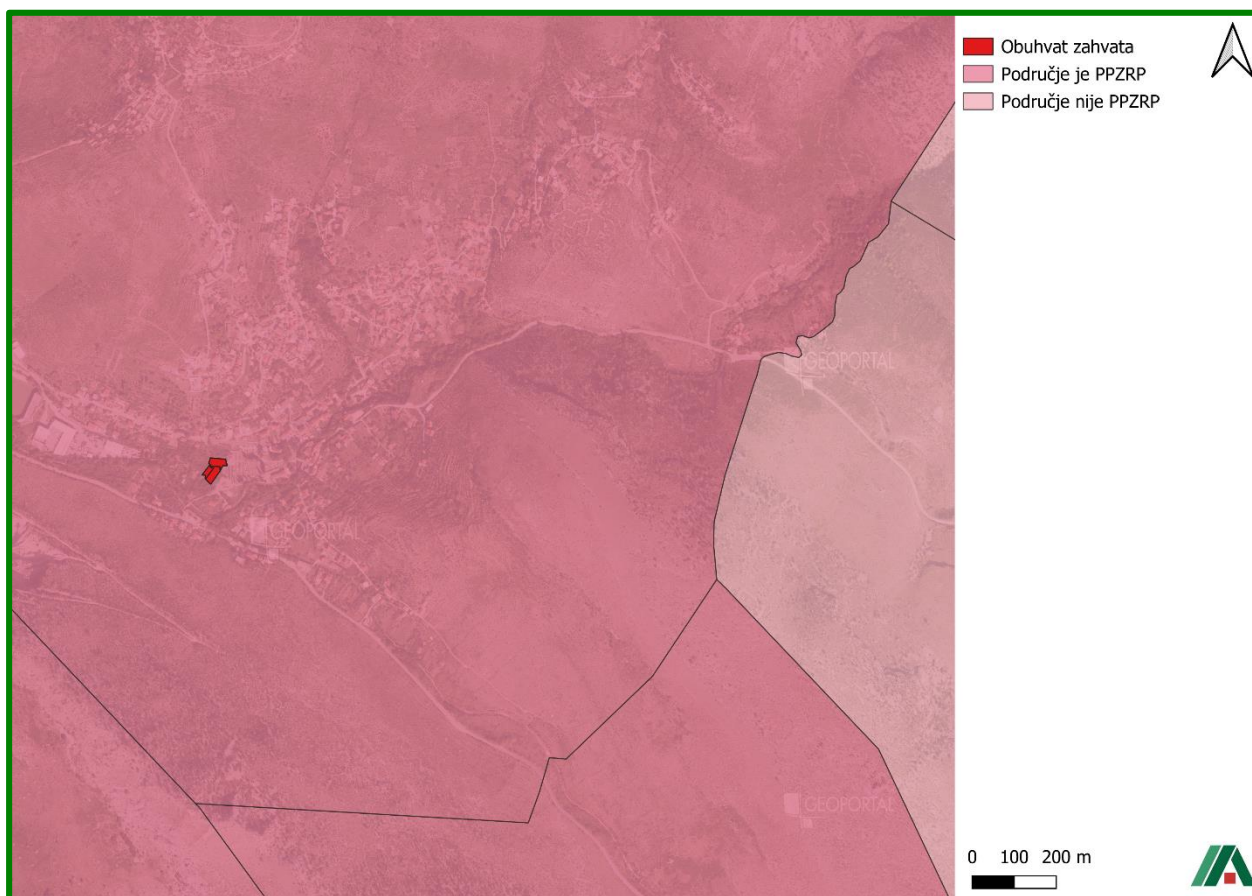 Obuhvat zahvata
Područje je PPZRP
Područje nije PPZRP
GEOPORTAL
GEOPORTAL
GEOPORTAL
0 100 200 m